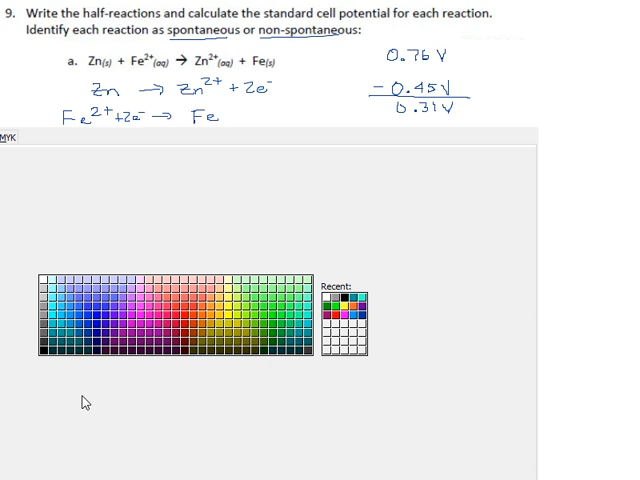 9. Write the half-reactions and calculate the standard cell potential for each reaction.
Identify each reaction as spontaneous or non-spontaneous:
a. Zn(s) + Fe²⁺(aq) → Zn²⁺(aq) + Fe(s)
0.76 V
Zn → Zn²⁺ + 2e⁻
- 0.45 V
Fe²⁺ + 2e⁻ → Fe
0.31 V
MYK
Recent: